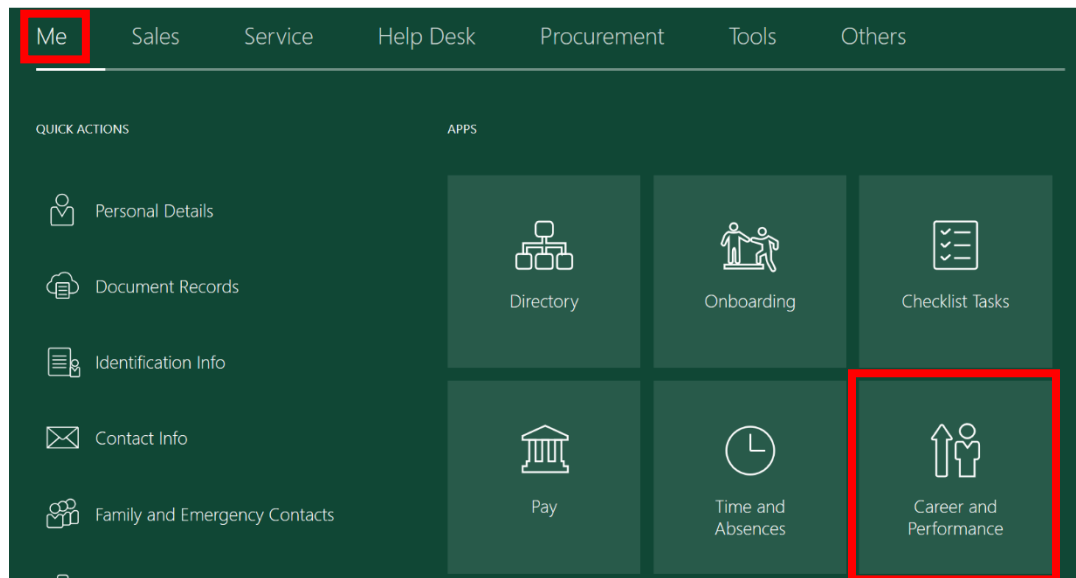 Me Sales Service Help Desk Procurement Tools Others
QUICK ACTIONS
Personal Details
Document Records
Identification Info
Contact Info
Family and Emergency Contacts
APPS
Directory
Onboarding
Checklist Tasks
Pay
Time and
Absences
Career and
Performance